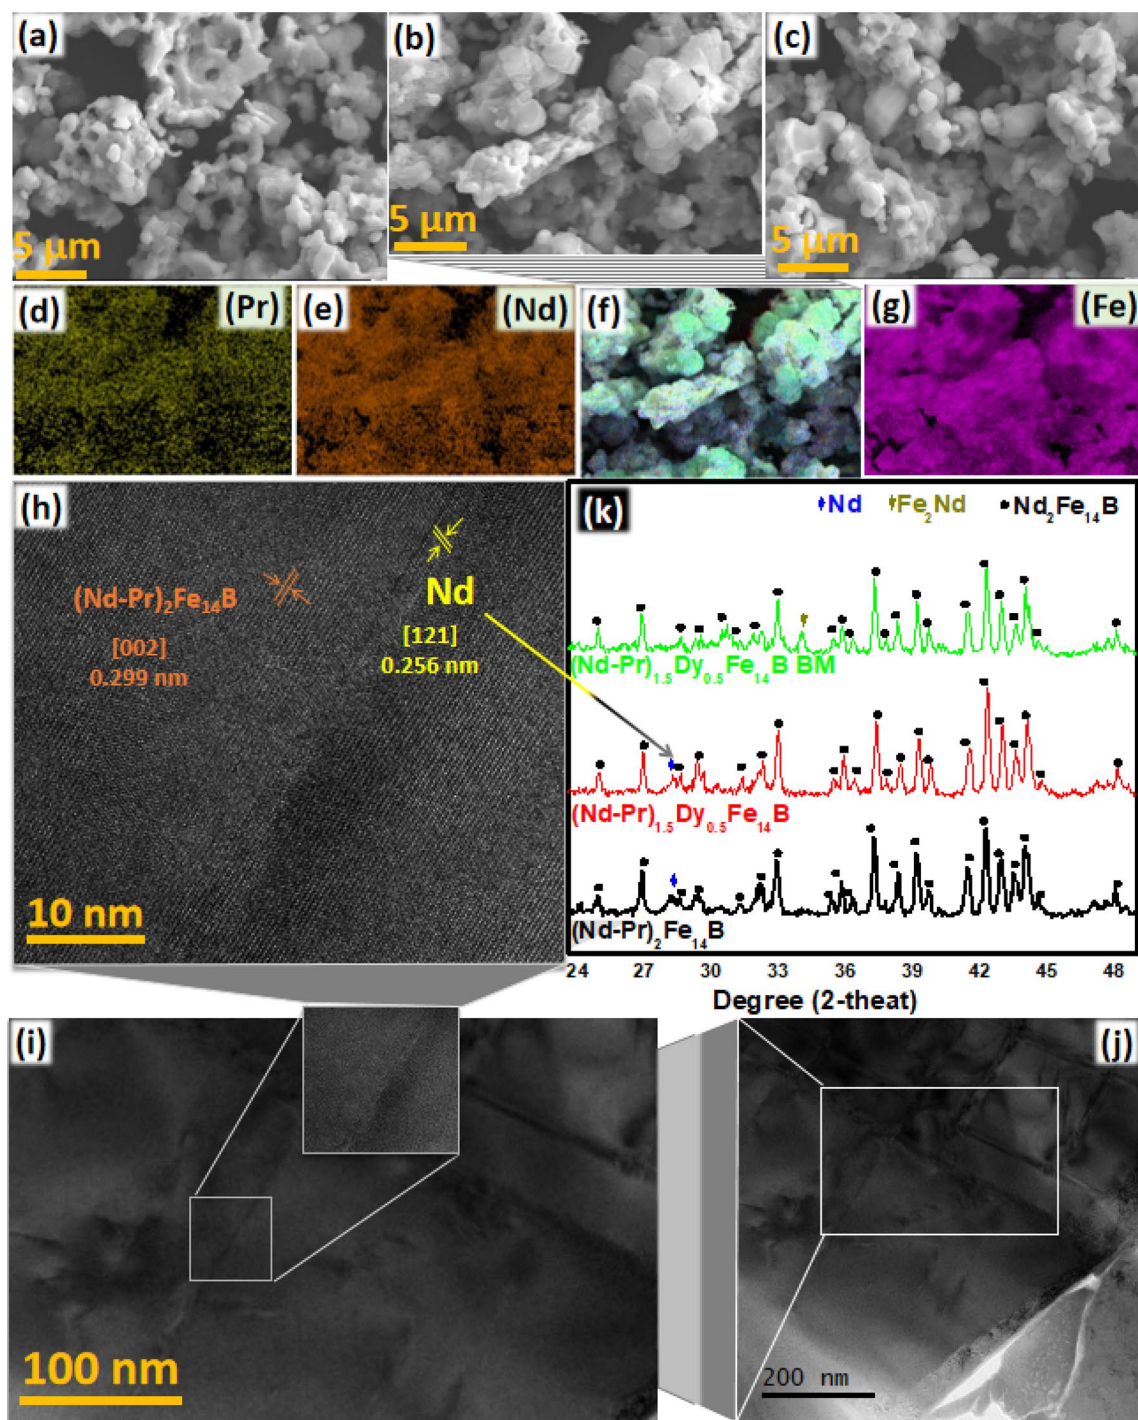 (a)
(b)
(c)
5 μm
5 μm
5 μm
(d)
(Pr)
(e)
(Nd)
(f)
(g)
(Fe)
(h)
(Nd-Pr)₂Fe₁₄B
[002]
0.299 nm
Nd
[121]
0.256 nm
10 nm
(k)
Nd
Fe₂Nd
Nd₂Fe₁₄B
(Nd-Pr)₁.₅Dy₀.₅Fe₁₄B BM
(Nd-Pr)₁.₅Dy₀.₅Fe₁₄B
(Nd-Pr)₂Fe₁₄B
24 27 30 33 36 39 42 45 48
Degree (2-theat)
(i)
100 nm
(j)
200 nm